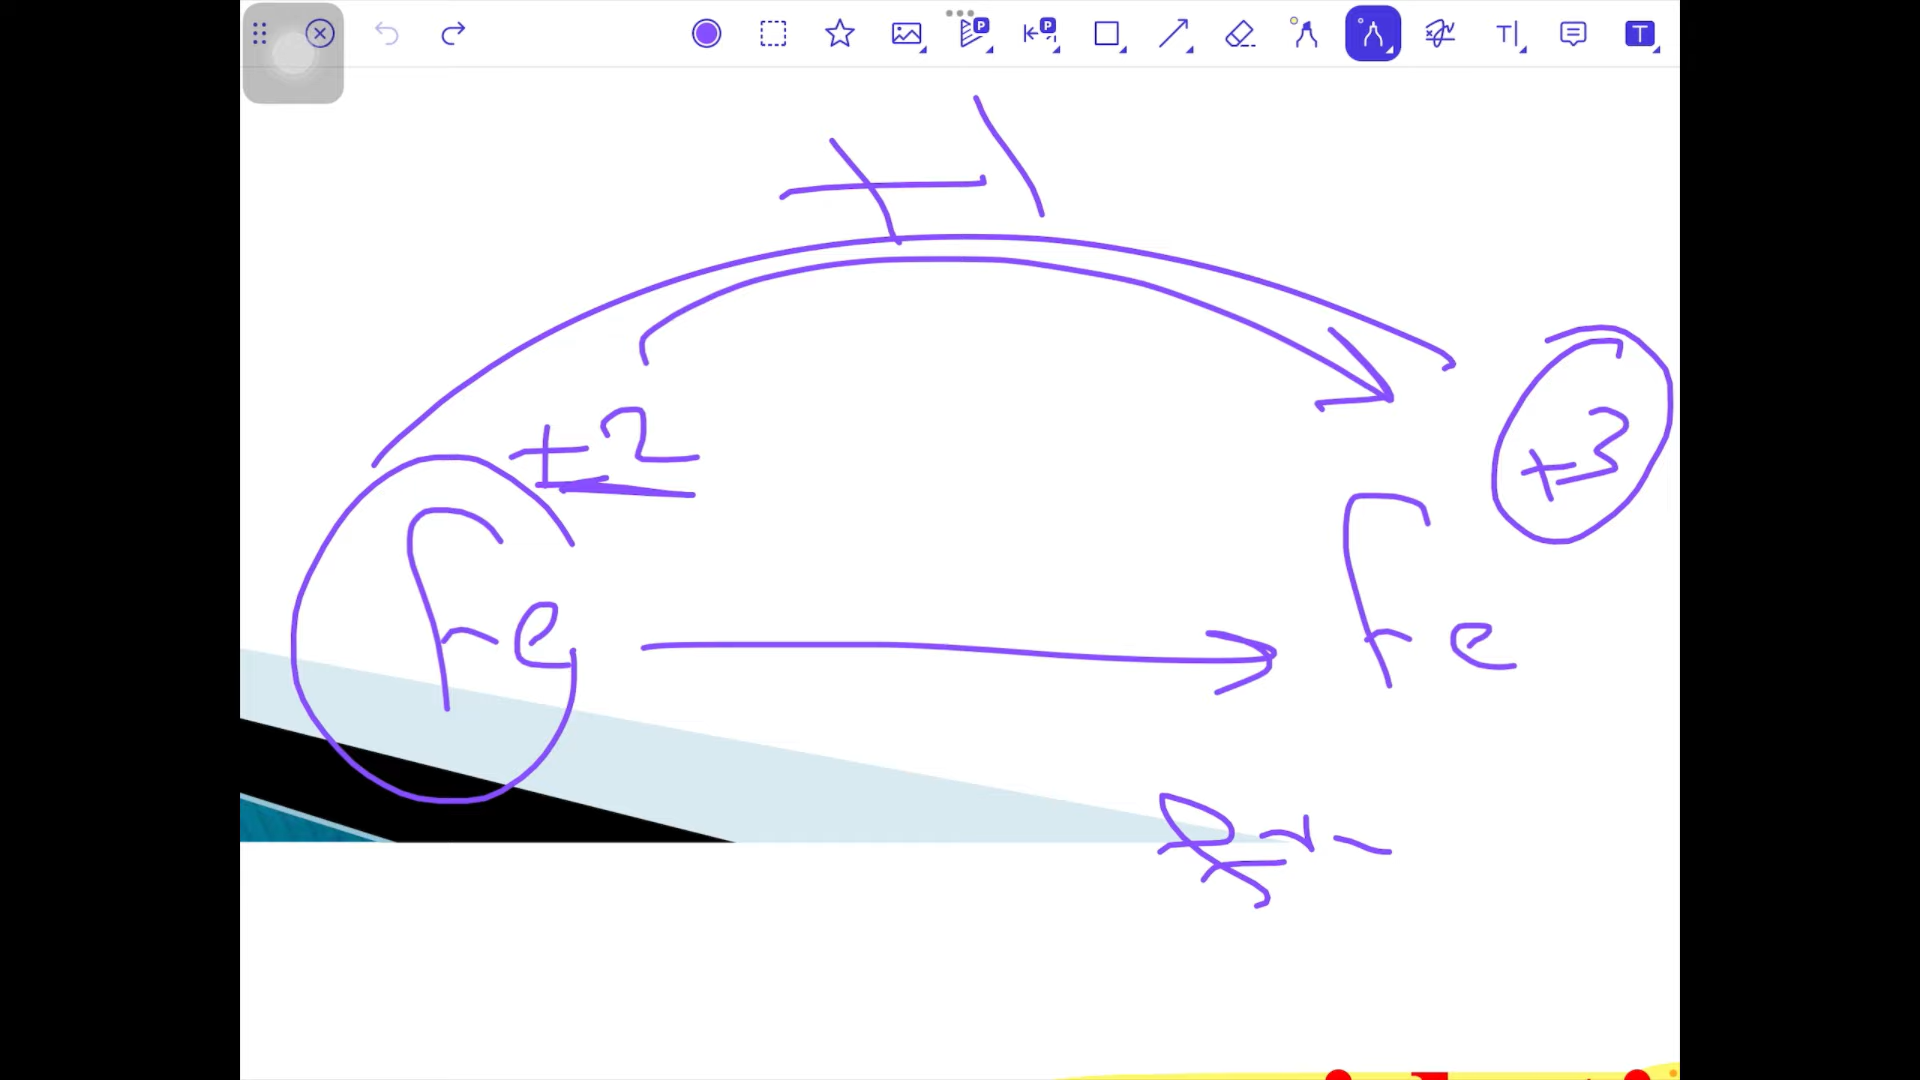 +1
+2
+3
Fe → Fe